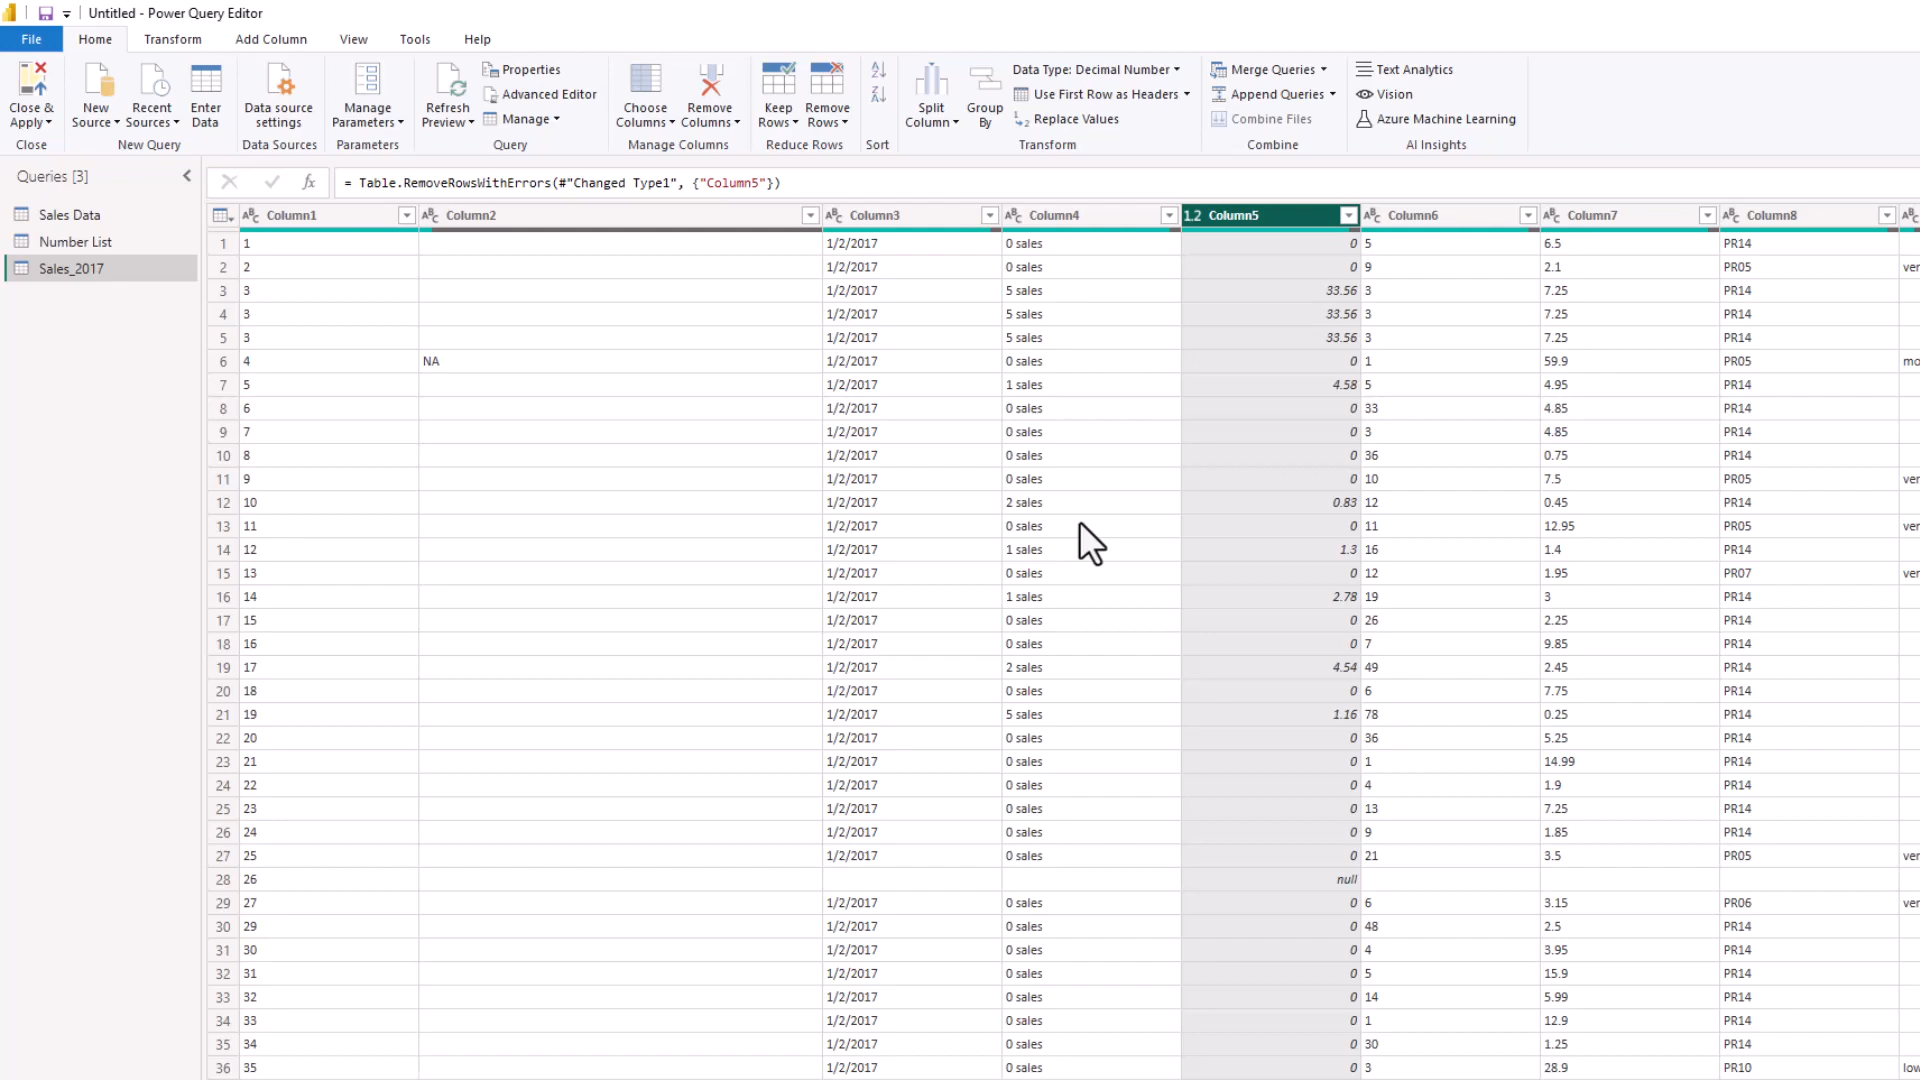 Untitled - Power Query Editor
File Home Transform Add Column View Tools Help
Close & Apply
New Source
Recent Sources
Enter Data
Data source settings
Manage Parameters
Refresh Preview
Properties
Advanced Editor
Manage
Choose Columns
Remove Columns
Keep Rows
Remove Rows
Split Column
Group By
Data Type: Decimal Number
Use First Row as Headers
Replace Values
Merge Queries
Append Queries
Combine Files
Text Analytics
Vision
Azure Machine Learning
Close New Query Data Sources Parameters Query Manage Columns Reduce Rows Sort Transform Combine AI Insights
Queries [3]
Sales Data
Number List
Sales_2017
fx = Table.RemoveRowsWithErrors(#"Changed Type1", {"Column5"})
ABC Column1 ABC Column2 ABC Column3 ABC Column4 1.2 Column5 ABC Column6 ABC Column7 ABC Column8 ABC
1 1 1/2/2017 0 sales 0 5 6.5 PR14
2 2 1/2/2017 0 sales 0 9 2.1 PR05 ver
3 3 1/2/2017 5 sales 33.56 3 7.25 PR14
4 3 1/2/2017 5 sales 33.56 3 7.25 PR14
5 3 1/2/2017 5 sales 33.56 3 7.25 PR14
6 4 NA 1/2/2017 0 sales 0 1 59.9 PR05 mo
7 5 1/2/2017 1 sales 4.58 5 4.95 PR14
8 6 1/2/2017 0 sales 0 33 4.85 PR14
9 7 1/2/2017 0 sales 0 3 4.85 PR14
10 8 1/2/2017 0 sales 0 36 0.75 PR14
11 9 1/2/2017 0 sales 0 10 7.5 PR05 ver
12 10 1/2/2017 2 sales 0.83 12 0.45 PR14
13 11 1/2/2017 0 sales 0 11 12.95 PR05 ver
14 12 1/2/2017 1 sales 1.3 16 1.4 PR14
15 13 1/2/2017 0 sales 0 12 1.95 PR07 ver
16 14 1/2/2017 1 sales 2.78 19 3 PR14
17 15 1/2/2017 0 sales 0 26 2.25 PR14
18 16 1/2/2017 0 sales 0 7 9.85 PR14
19 17 1/2/2017 2 sales 4.54 49 2.45 PR14
20 18 1/2/2017 0 sales 0 6 7.75 PR14
21 19 1/2/2017 5 sales 1.16 78 0.25 PR14
22 20 1/2/2017 0 sales 0 36 5.25 PR14
23 21 1/2/2017 0 sales 0 1 14.99 PR14
24 22 1/2/2017 0 sales 0 4 1.9 PR14
25 23 1/2/2017 0 sales 0 13 7.25 PR14
26 24 1/2/2017 0 sales 0 9 1.85 PR14
27 25 1/2/2017 0 sales 0 21 3.5 PR05 ver
28 26 null
29 27 1/2/2017 0 sales 0 6 3.15 PR06 ver
30 29 1/2/2017 0 sales 0 48 2.5 PR14
31 30 1/2/2017 0 sales 0 4 3.95 PR14
32 31 1/2/2017 0 sales 0 5 15.9 PR14
33 32 1/2/2017 0 sales 0 14 5.99 PR14
34 33 1/2/2017 0 sales 0 1 12.9 PR14
35 34 1/2/2017 0 sales 0 30 1.25 PR14
36 35 1/2/2017 0 sales 0 3 28.9 PR10 lov